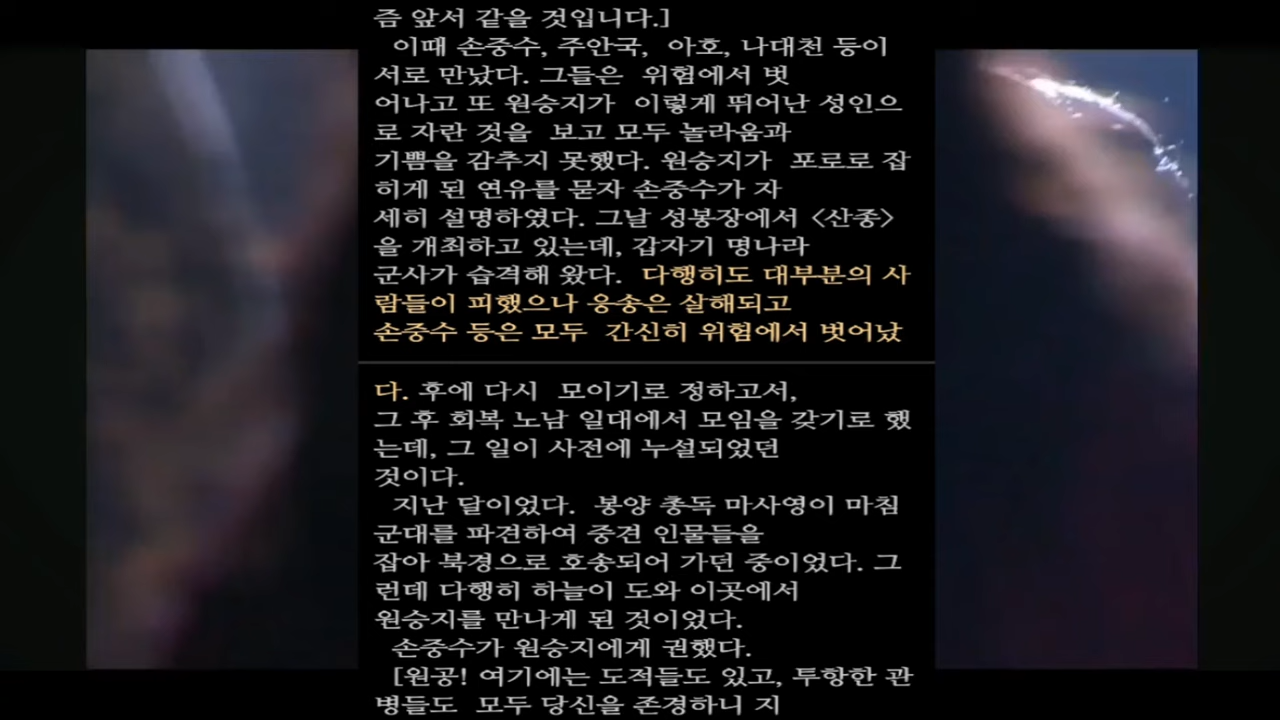 즘 앞서 같을 것입니다.]
이때 손중수, 주안국, 아호, 나대천 등이
서로 만났다. 그들은 위험에서 벗
어나고 또 원승지가 이렇게 뛰어난 성인으
로 자란 것을 보고 모두 놀라움과
기쁨을 감추지 못했다. 원승지가 포로로 잡
히게 된 연유를 묻자 손중수가 자
세히 설명하였다. 그날 성봉장에서 〈산종〉
을 개최하고 있는데, 갑자기 명나라
군사가 습격해 왔다. 다행히도 대부분의 사
람들이 피했으나 응송은 살해되고
손중수 등은 모두 간신히 위험에서 벗어났
다. 후에 다시 모이기로 정하고서,
그 후 회복 노남 일대에서 모임을 갖기로 했
는데, 그 일이 사전에 누설되었던
것이다.
지난 달이었다. 봉양 총독 마사영이 마침
군대를 파견하여 중견 인물들을
잡아 북경으로 호송되어 가던 중이었다. 그
런데 다행히 하늘이 도와 이곳에서
원승지를 만나게 된 것이었다.
손중수가 원승지에게 권했다.
[원공! 여기에는 도적들도 있고, 투항한 관
병들도 모두 당신을 존경하니 지